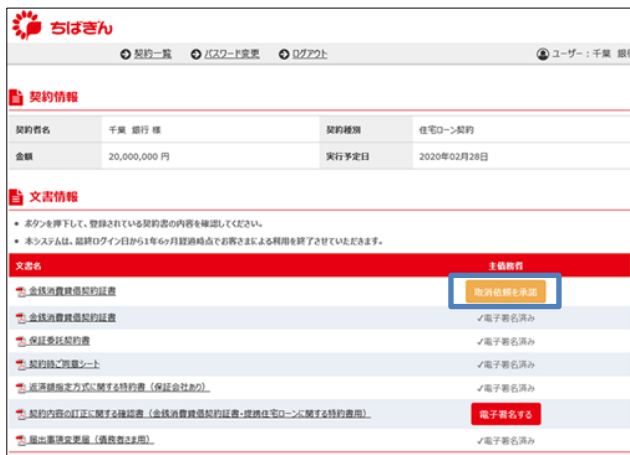 ちばぎん
契約一覧 パスワード変更 ログアウト ユーザー：千葉 銀行
契約情報
契約者名 千葉 銀行 様 契約種別 住宅ローン契約
金額 20,000,000 円 実行予定日 2020年02月28日
文書情報
• ボタンを押下して、登録されている契約書の内容を確認してください。
• 本システムは、最終ログイン日から1年6ヶ月経過時点でお客さまによる利用を終了させていただきます。
文書名 主債務者
金銭消費貸借契約証書 取消依頼を承諾
金銭消費貸借契約証書 ✓電子署名済み
保証委託契約書 ✓電子署名済み
契約時ご同意シート ✓電子署名済み
返済額指定方式に関する特約書（保証会社あり） ✓電子署名済み
契約内容の訂正に関する確認書（金銭消費貸借契約証書・提携住宅ローンに関する特約書用） 電子署名する
届出事項変更届（債務者さま用） ✓電子署名済み